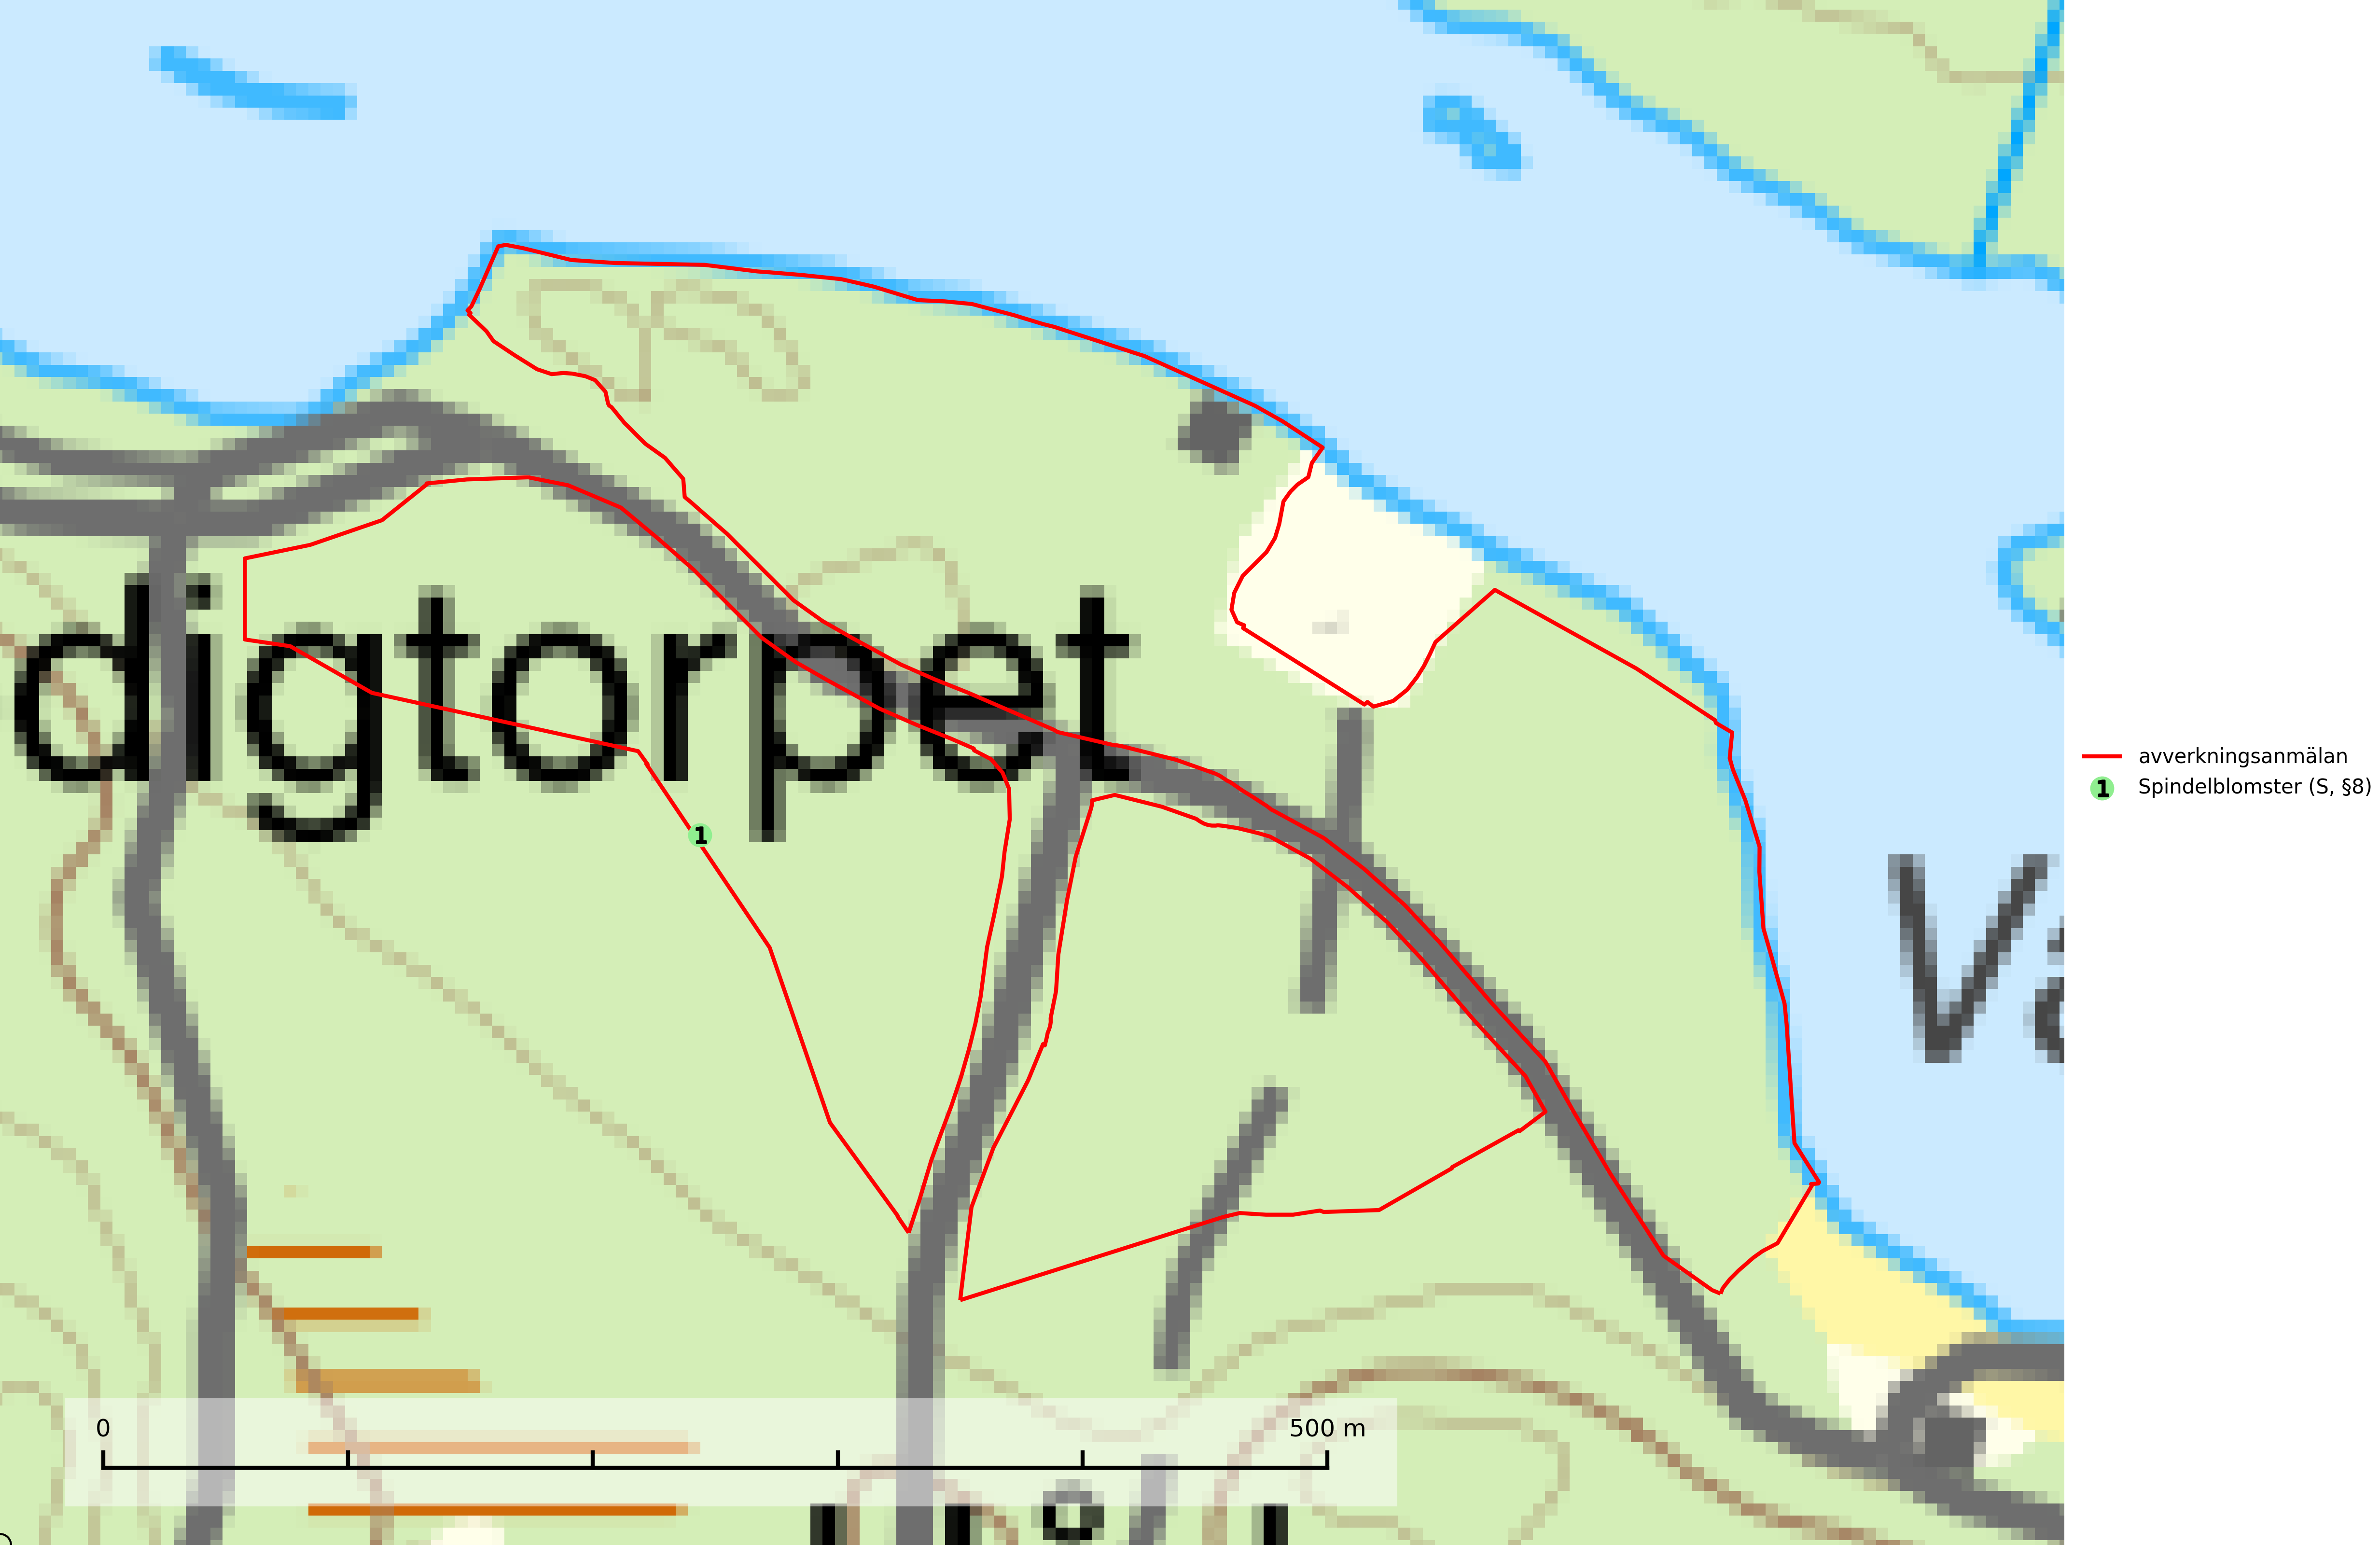 digtorpet
avverkningsanmälan
1 Spindelblomster (S, §8)
1
0 500 m